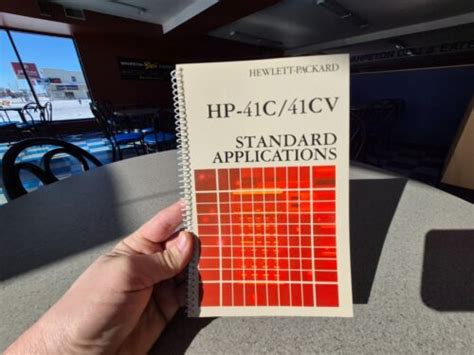 HEWLETT-PACKARD
HP-41C/41CV
STANDARD
APPLICATIONS